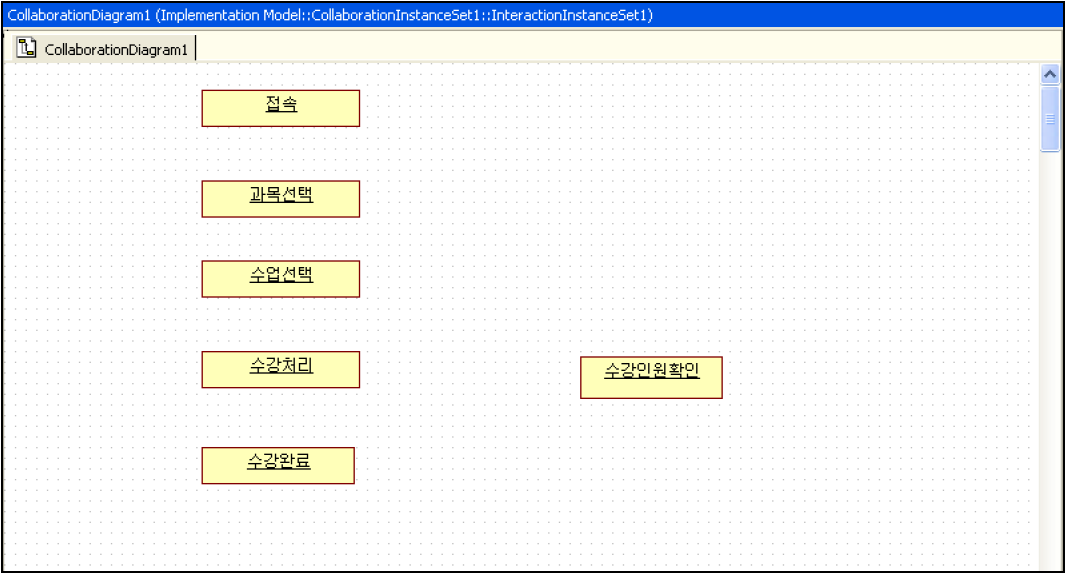 CollaborationDiagram1 (Implementation Model::CollaborationInstanceSet1::InteractionInstanceSet1)
CollaborationDiagram1
접속
과목선택
수업선택
수강처리
수강인원확인
수강완료